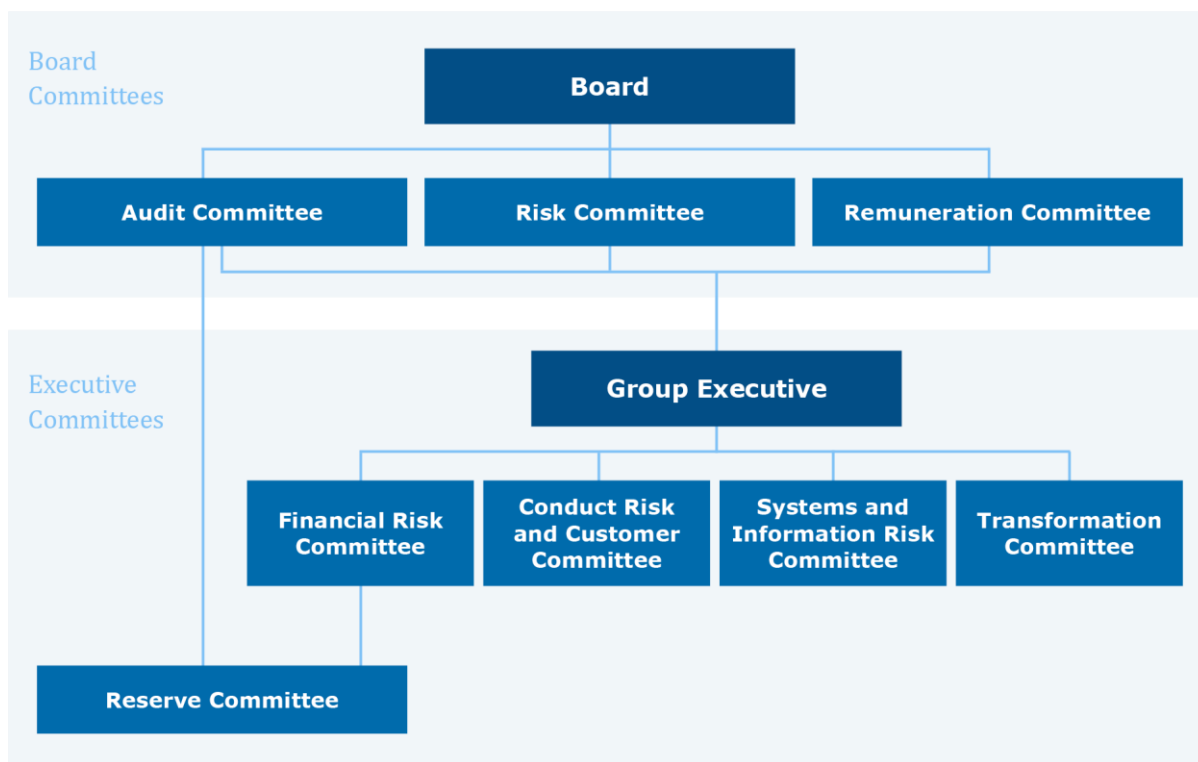 Board
Committees
Board
Audit Committee
Risk Committee
Remuneration Committee
Executive
Committees
Group Executive
Financial Risk
Committee
Conduct Risk
and Customer
Committee
Systems and
Information Risk
Committee
Transformation
Committee
Reserve Committee